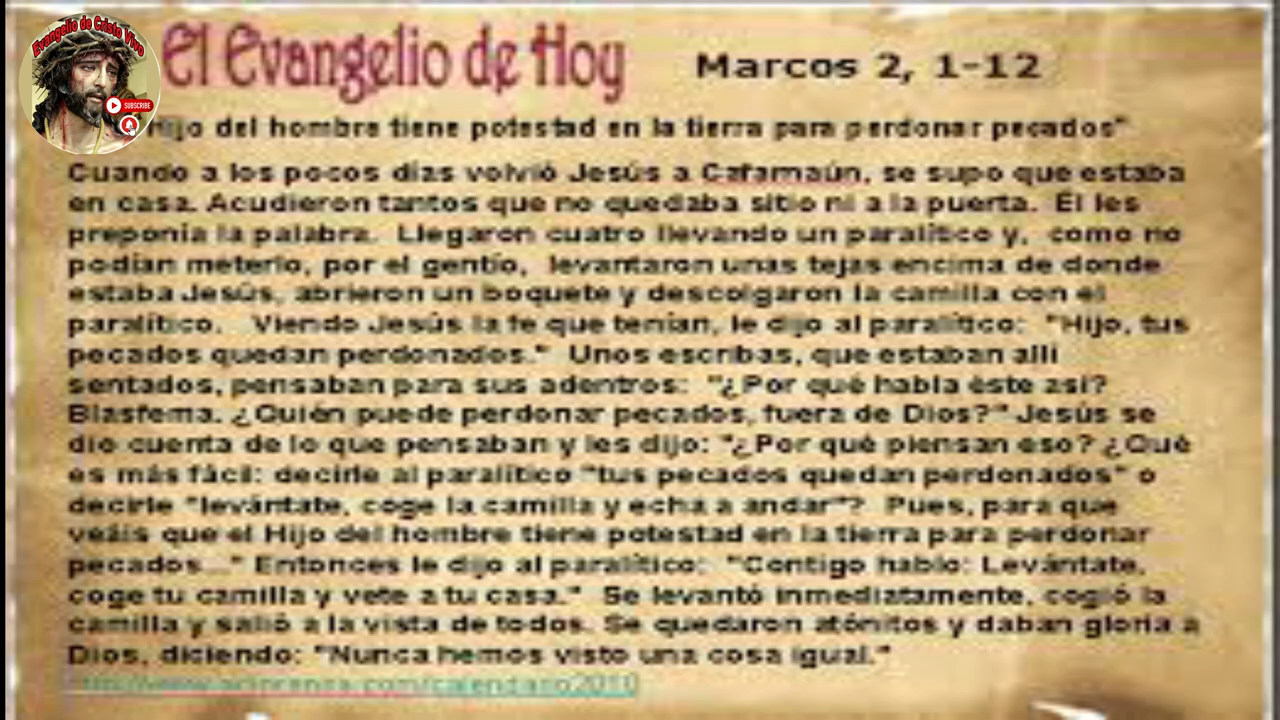 Evangelio de Cristo Vivo
SUBSCRIBE
El Evangelio de Hoy
Marcos 2, 1-12
Hijo del hombre tiene potestad en la tierra para perdonar pecados"
Cuando a los pocos días volvió Jesús a Cafarnaún, se supo que estaba
en casa. Acudieron tantos que no quedaba sitio ni a la puerta. Él les
proponía la palabra. Llegaron cuatro llevando un paralítico y, como no
podían meterlo, por el gentío, levantaron unas tejas encima de donde
estaba Jesús, abrieron un boquete y descolgaron la camilla con el
paralítico. Viendo Jesús la fe que tenían, le dijo al paralítico: "Hijo, tus
pecados quedan perdonados." Unos escribas, que estaban allí
sentados, pensaban para sus adentros: "¿Por qué habla éste así?
Blasfema. ¿Quién puede perdonar pecados, fuera de Dios?" Jesús se
dio cuenta de lo que pensaban y les dijo: "¿Por qué piensan eso? ¿Qué
es más fácil: decirle al paralítico "tus pecados quedan perdonados" o
decirle "levántate, coge la camilla y echa a andar"? Pues, para que
veáis que el Hijo del hombre tiene potestad en la tierra para perdonar
pecados..." Entonces le dijo al paralítico: "Contigo hablo: Levántate,
coge tu camilla y vete a tu casa." Se levantó inmediatamente, cogió la
camilla y salió a la vista de todos. Se quedaron atónitos y daban gloria a
Dios, diciendo: "Nunca hemos visto una cosa igual."